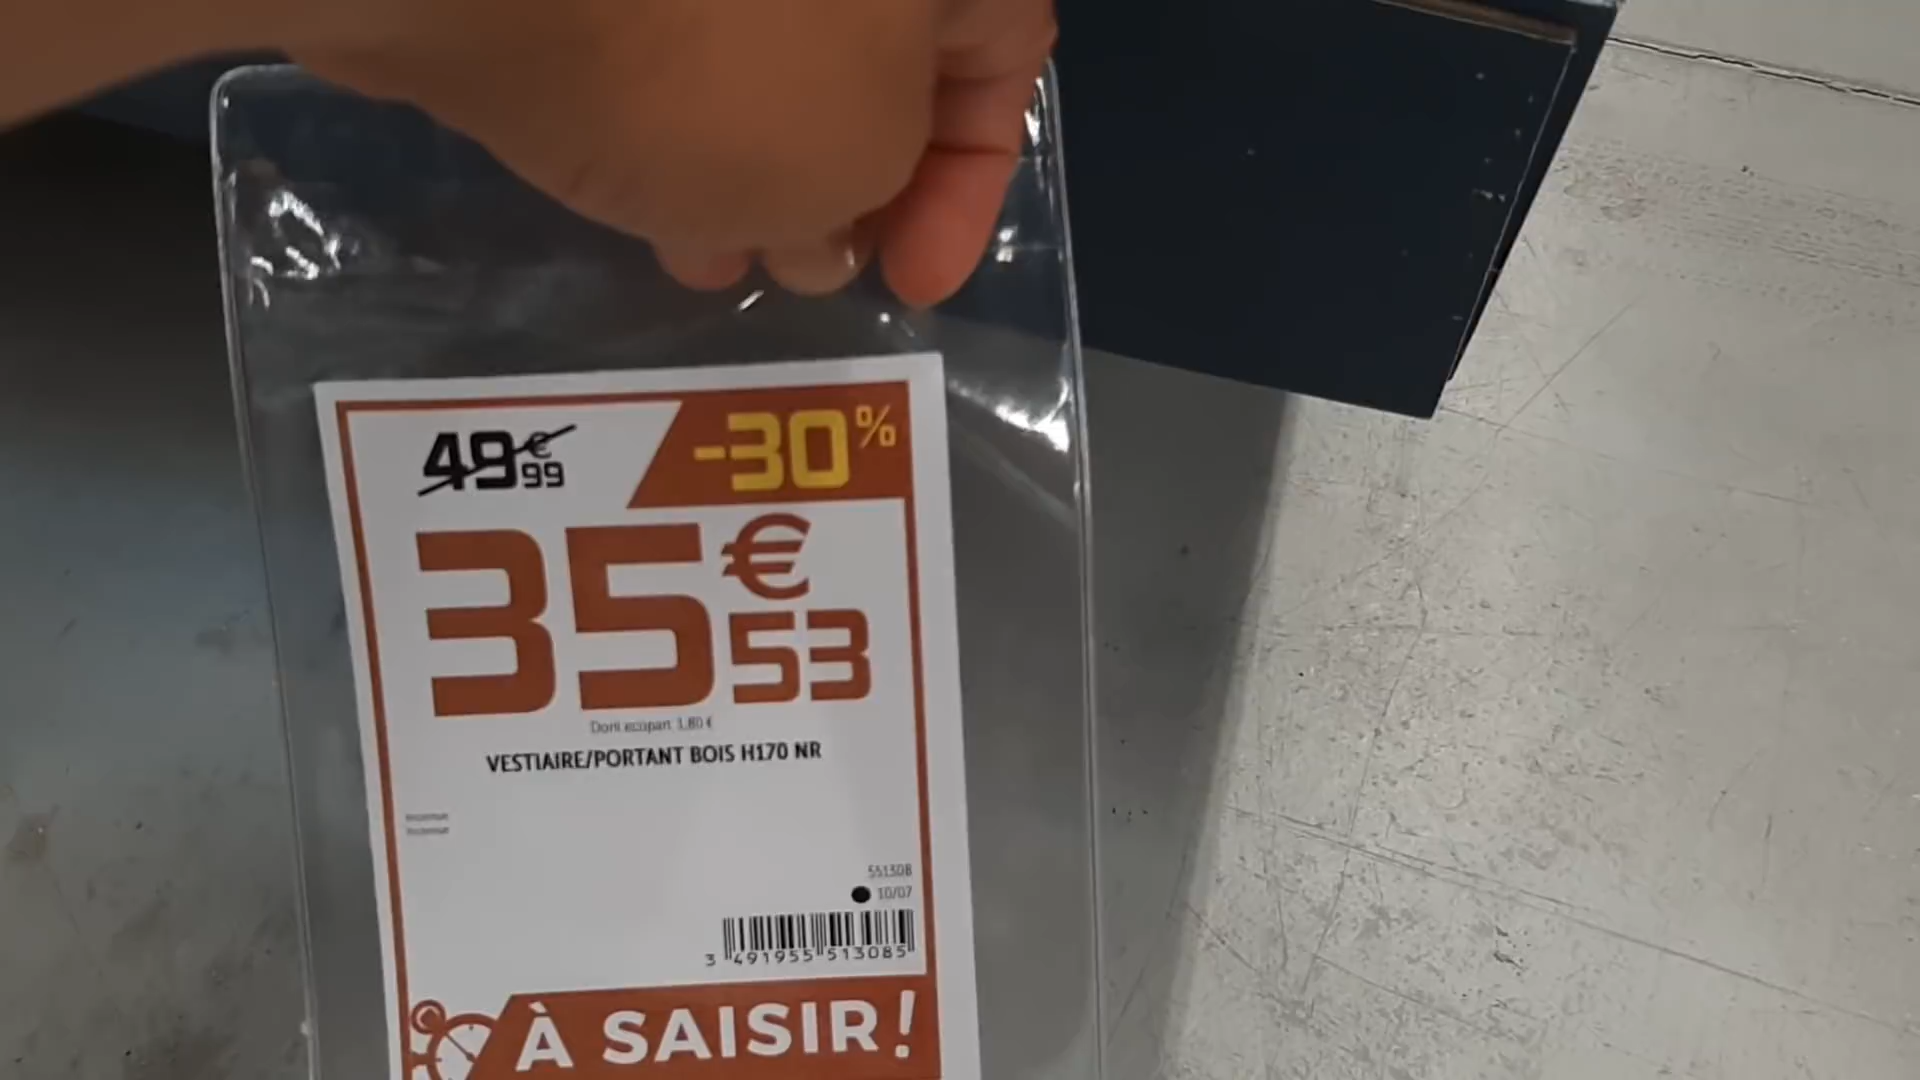 49€99
-30%
35€53
Dont ecopart 1,80 €
VESTIAIRE/PORTANT BOIS H170 NR
551308
10/07
3 491955 513085
À SAISIR !